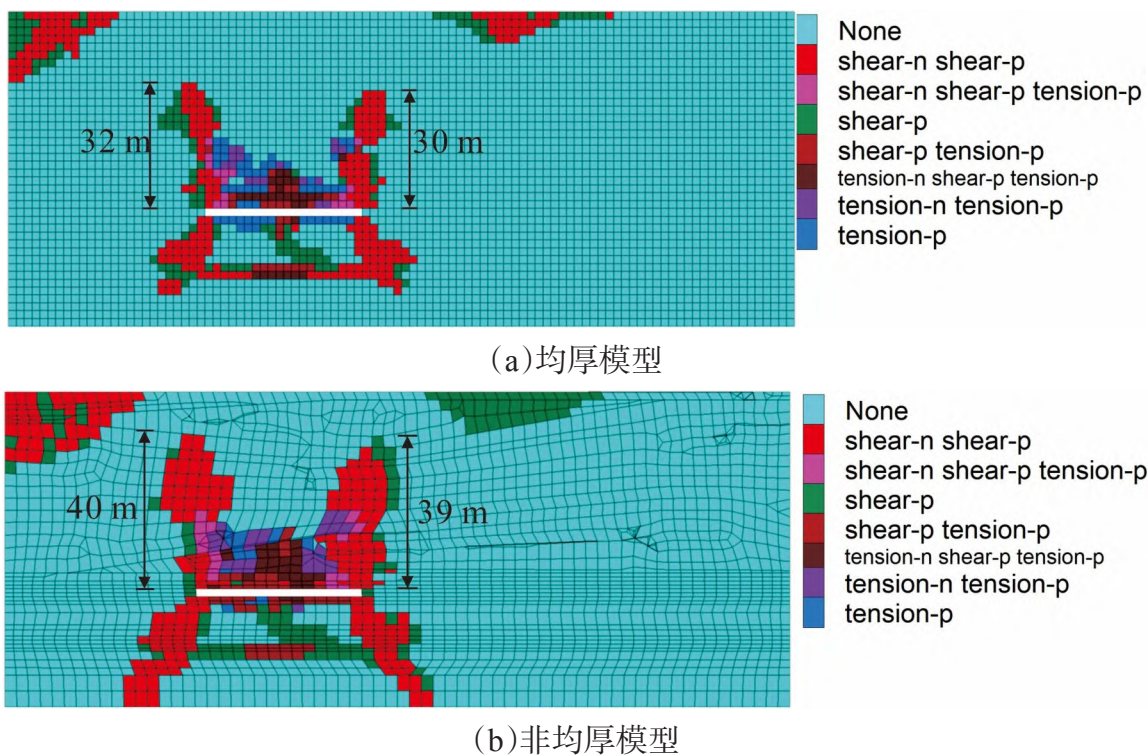 None
shear-n shear-p
shear-n shear-p tension-p
shear-p
shear-p tension-p
tension-n shear-p tension-p
tension-n tension-p
tension-p
32 m
30 m
(a)均厚模型
None
shear-n shear-p
shear-n shear-p tension-p
shear-p
shear-p tension-p
tension-n shear-p tension-p
tension-n tension-p
tension-p
40 m
39 m
(b)非均厚模型